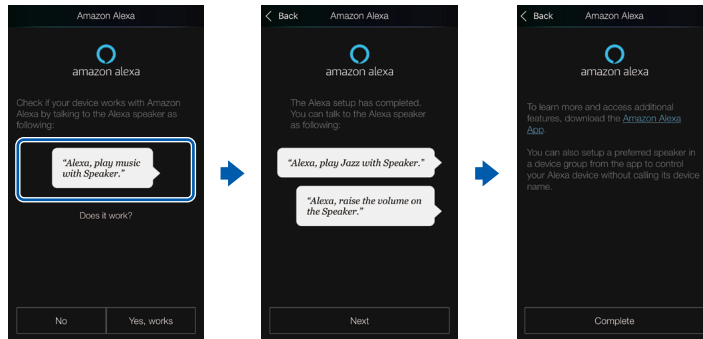 Amazon Alexa
amazon alexa
Check if your device works with Amazon
Alexa by talking to the Alexa speaker as
following:
“Alexa, play music
with Speaker.”
Does it work?
No
Yes, works
Back
Amazon Alexa
amazon alexa
The Alexa setup has completed.
You can talk to the Alexa speaker
as following:
“Alexa, play Jazz with Speaker.”
“Alexa, raise the volume on
the Speaker.”
Next
Back
Amazon Alexa
amazon alexa
To learn more and access additional
features, download the Amazon Alexa
App.
You can also setup a preferred speaker in
a device group from the app to control
your Alexa device without calling its device
name.
Complete